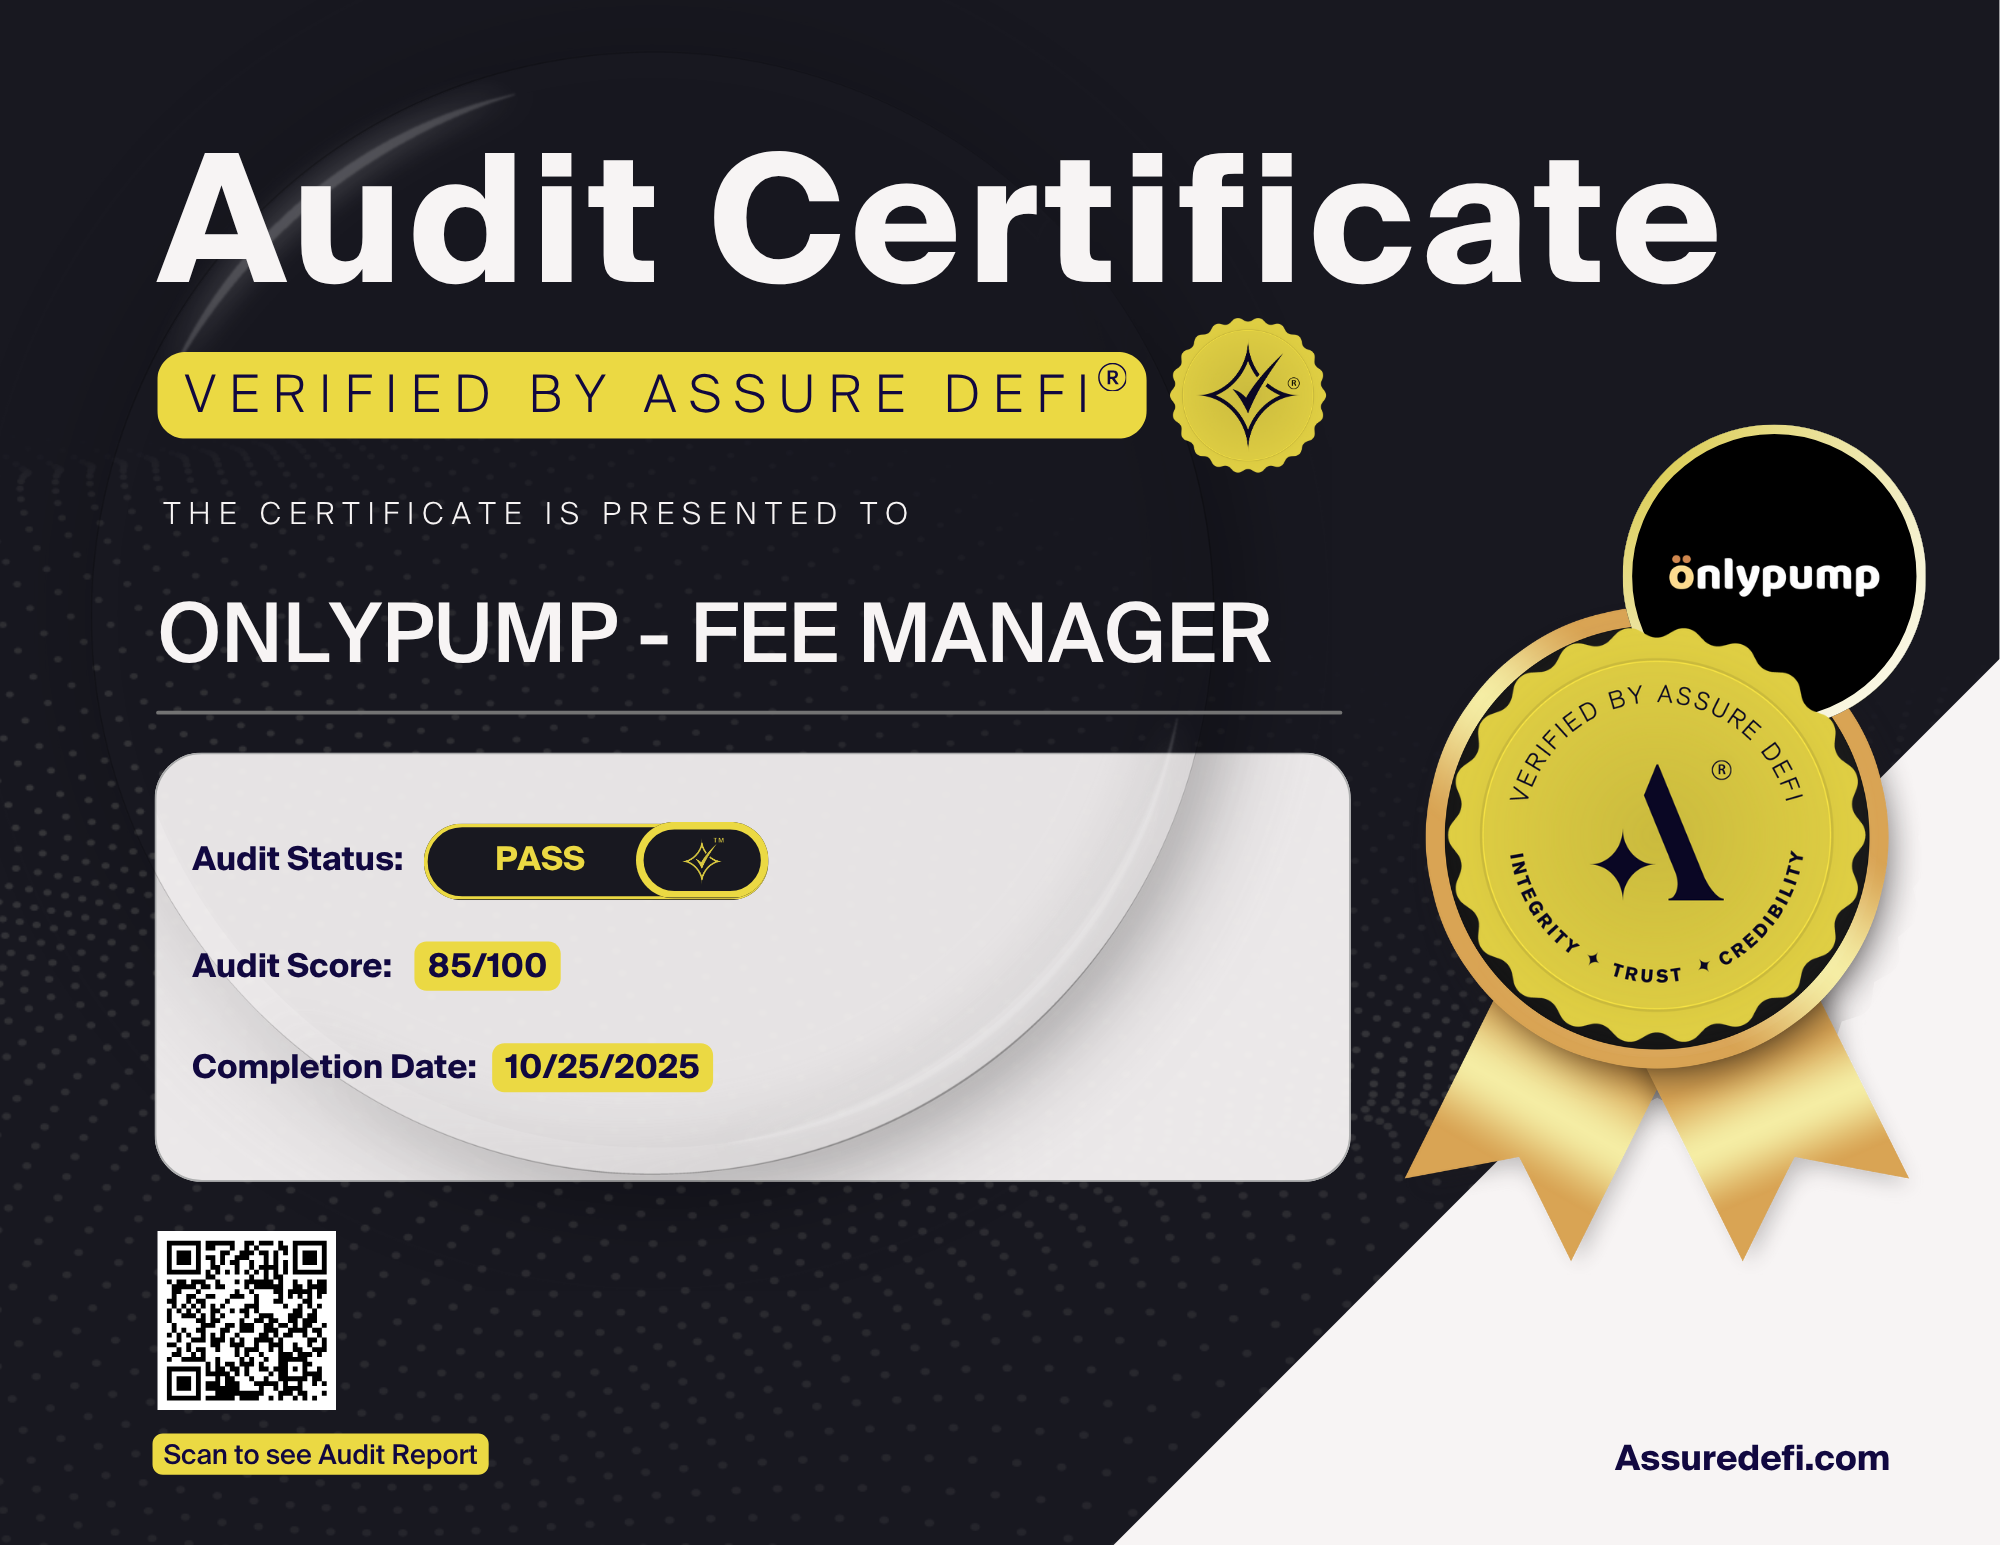 Audit Certificate
VERIFIED BY ASSURE DEFI®
®
THE CERTIFICATE IS PRESENTED TO
önlypump
ONLYPUMP - FEE MANAGER
VERIFIED BY ASSURE DEFI
®
INTEGRITY ✦ TRUST ✦ CREDIBILITY
Audit Status: PASS ™
Audit Score: 85/100
Completion Date: 10/25/2025
Scan to see Audit Report
Assuredefi.com